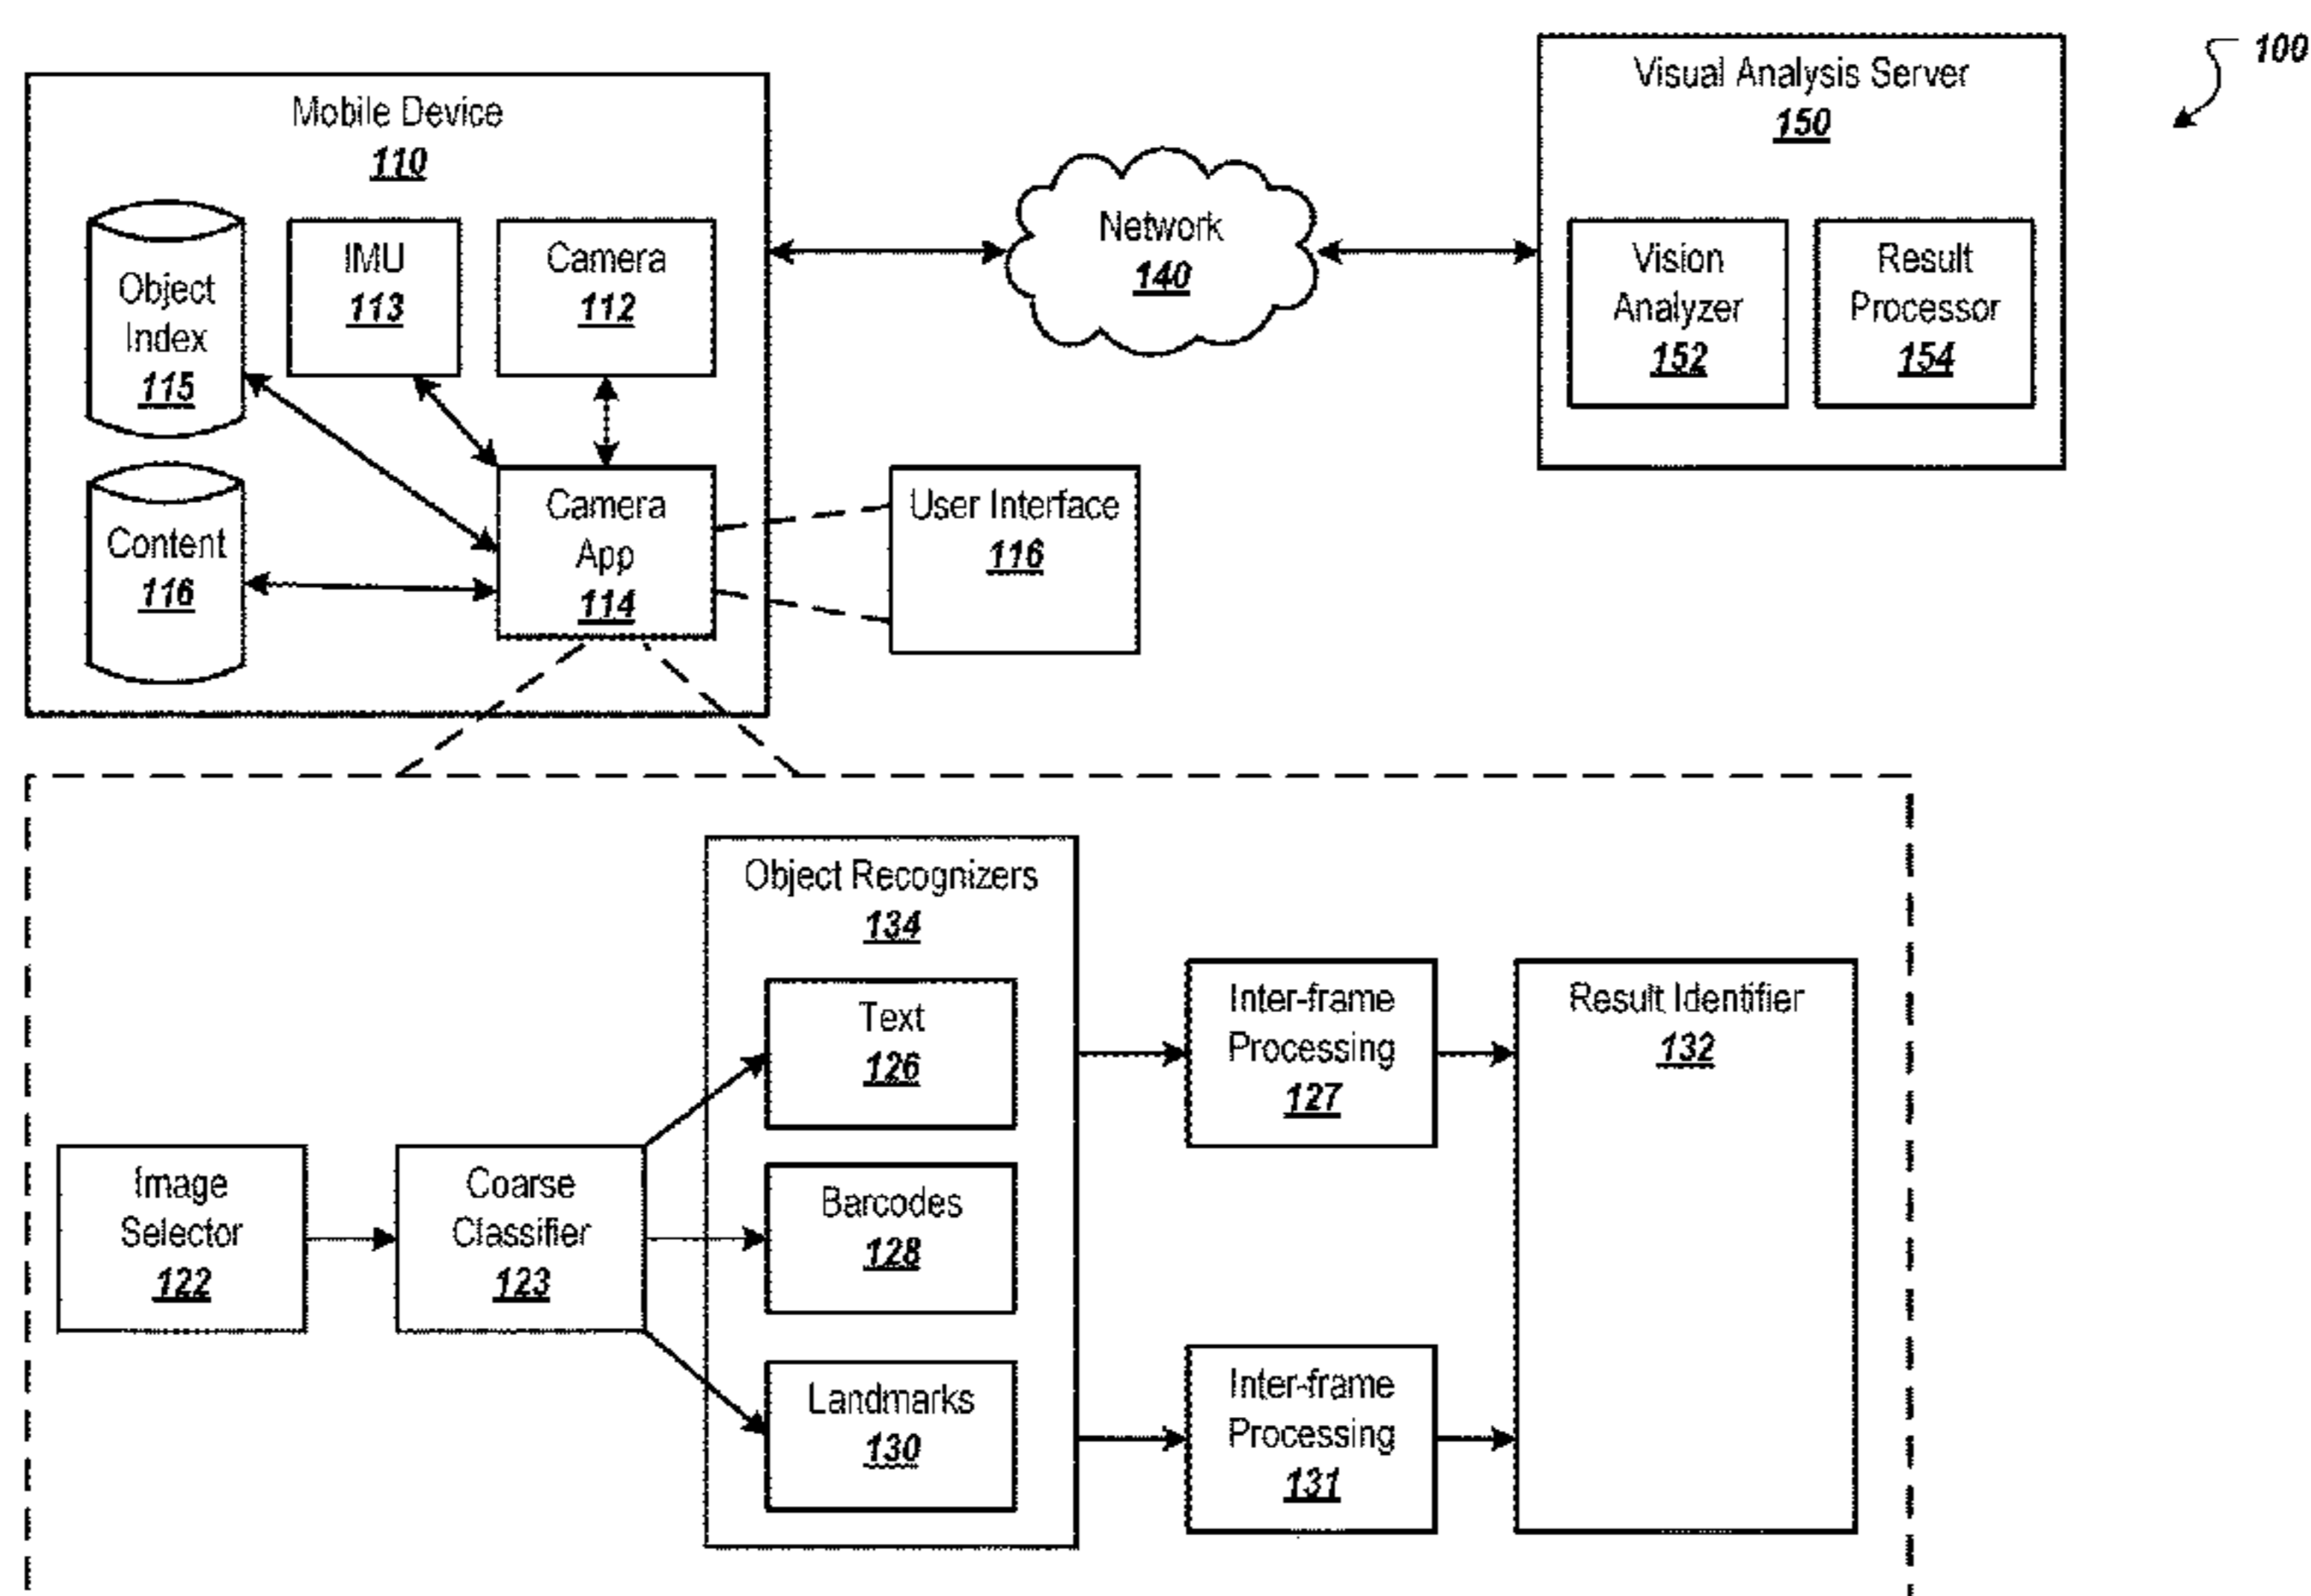 100
Mobile Device
110
Object
Index
115
IMU
113
Camera
112
Content
116
Camera
App
114
User Interface
116
Network
140
Visual Analysis Server
150
Vision
Analyzer
152
Result
Processor
154
Image
Selector
122
Coarse
Classifier
123
Object Recognizers
134
Text
126
Barcodes
128
Landmarks
130
Inter-frame
Processing
127
Inter-frame
Processing
131
Result Identifier
132